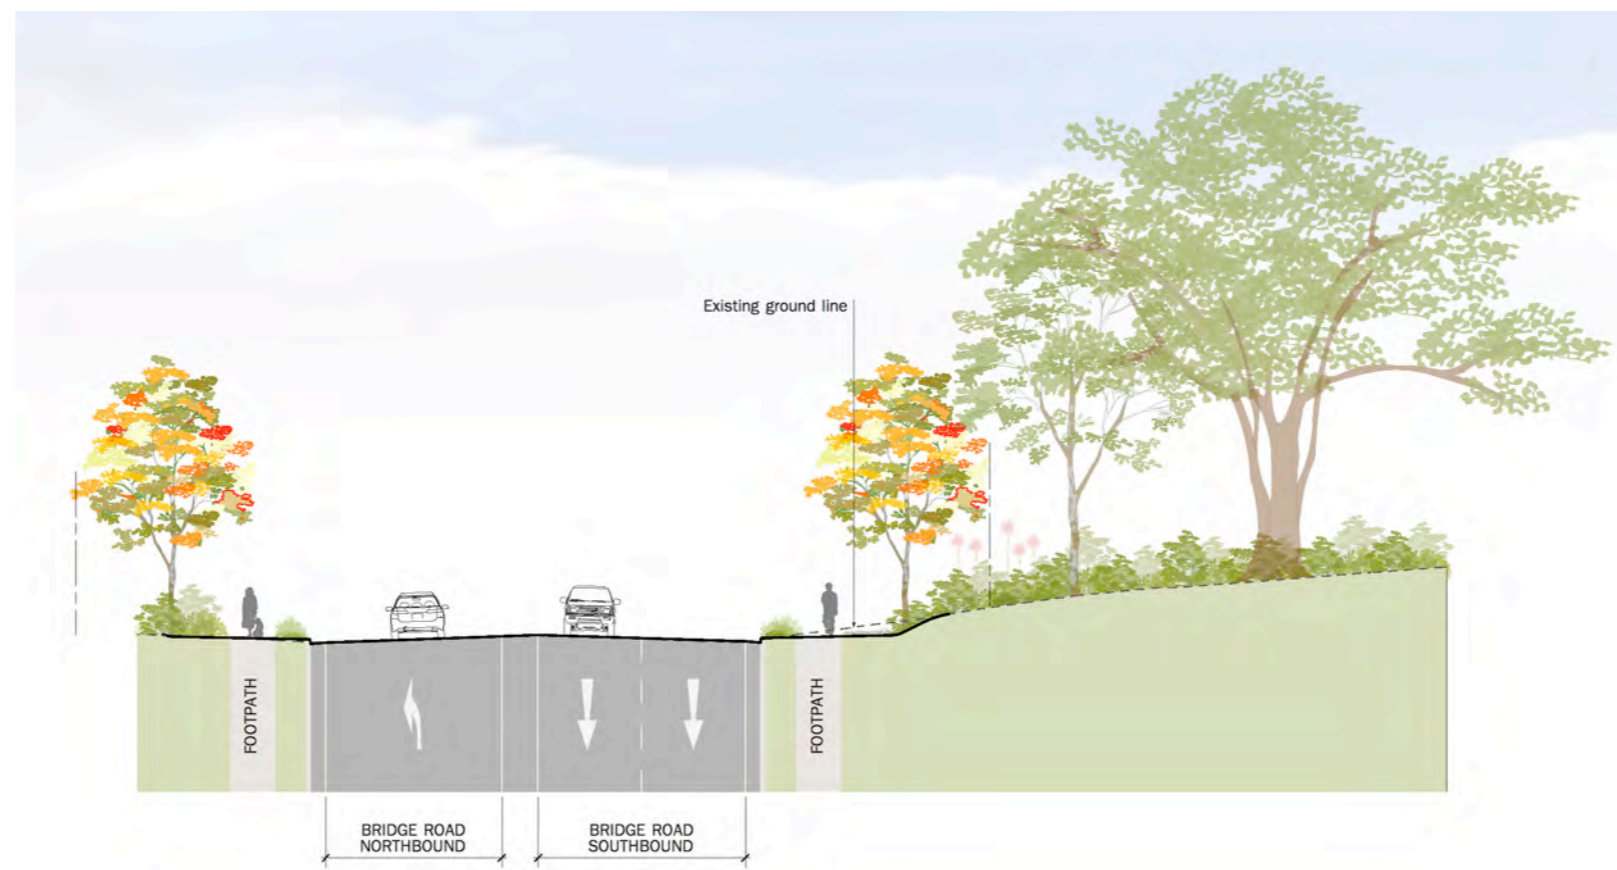 Existing ground line
FOOTPATH
FOOTPATH
BRIDGE ROAD
NORTHBOUND
BRIDGE ROAD
SOUTHBOUND